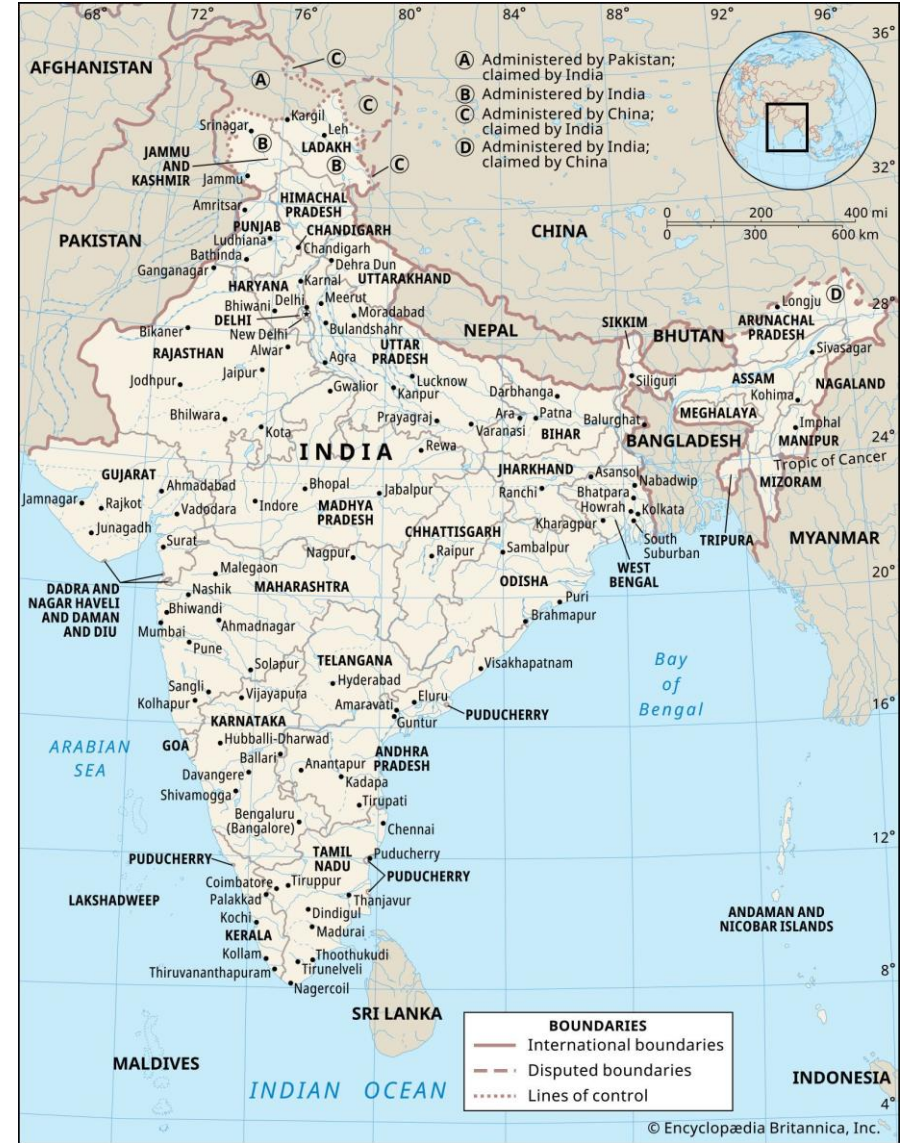 68°
72°
76°
80°
84°
88°
92°
96°
36°
AFGHANISTAN
C
A
C
A Administered by Pakistan;
claimed by India
B Administered by India
C Administered by China;
claimed by India
D Administered by India;
claimed by China
Kargil
Srinagar
Leh
LADAKH
B
B
C
JAMMU
AND
KASHMIR
Jammu
32°
Amritsar
HIMACHAL
PRADESH
0 200 400 mi
0 300 600 km
PAKISTAN
PUNJAB
CHANDIGARH
CHINA
Ludhiana
Chandigarh
Bathinda
Dehra Dun
Ganganagar
UTTARAKHAND
HARYANA
Karnal
Bhiwani
Delhi
Meerut
DELHI
Moradabad
New Delhi
Bulandshahr
Longju
D
28°
Bikaner
NEPAL
SIKKIM
BHUTAN
ARUNACHAL
PRADESH
RAJASTHAN
Alwar
UTTAR
PRADESH
Sivasagar
Jaipur
Agra
Jodhpur
Lucknow
Kanpur
Gwalior
Darbhanga
Siliguri
ASSAM
NAGALAND
Kohima
Bhilwara
Prayagraj
Ara
Patna
Balurghat
MEGHALAYA
Imphal
Kota
Varanasi
BIHAR
MANIPUR
INDIA
Rewa
BANGLADESH
24°
Tropic of Cancer
GUJARAT
Ahmadabad
Bhopal
Jabalpur
JHARKHAND
Asansol
Nabadwip
MIZORAM
Jamnagar
Rajkot
Vadodara
Indore
MADHYA
PRADESH
Ranchi
Bhatpara
Howrah
Kolkata
Junagadh
CHHATTISGARH
Kharagpur
South
Suburban
TRIPURA
MYANMAR
Surat
Nagpur
Raipur
Sambalpur
WEST
BENGAL
Malegaon
ODISHA
20°
DADRA AND
NAGAR HAVELI
AND DAMAN
AND DIU
Nashik
MAHARASHTRA
Puri
Bhiwandi
Brahmapur
Mumbai
Ahmadnagar
Pune
Solapur
TELANGANA
Visakhapatnam
Bay
of
Bengal
Hyderabad
Sangli
Vijayapura
Eluru
Kolhapur
Amaravati
PUDUCHERRY
16°
Guntur
KARNATAKA
ARABIAN
SEA
GOA
Hubballi-Dharwad
ANDHRA
PRADESH
Ballari
Anantapur
Davangere
Kadapa
Shivamogga
Tirupati
Bengaluru
(Bangalore)
Chennai
12°
PUDUCHERRY
TAMIL
NADU
Puducherry
PUDUCHERRY
Coimbatore
Tiruppur
LAKSHADWEEP
Palakkad
Thanjavur
Kochi
Dindigul
ANDAMAN AND
NICOBAR ISLANDS
KERALA
Madurai
Kollam
Thoothukudi
8°
Thiruvananthapuram
Tirunelveli
Nagercoil
SRI LANKA
BOUNDARIES
International boundaries
Disputed boundaries
Lines of control
MALDIVES
INDIAN OCEAN
INDONESIA
4°
© Encyclopædia Britannica, Inc.